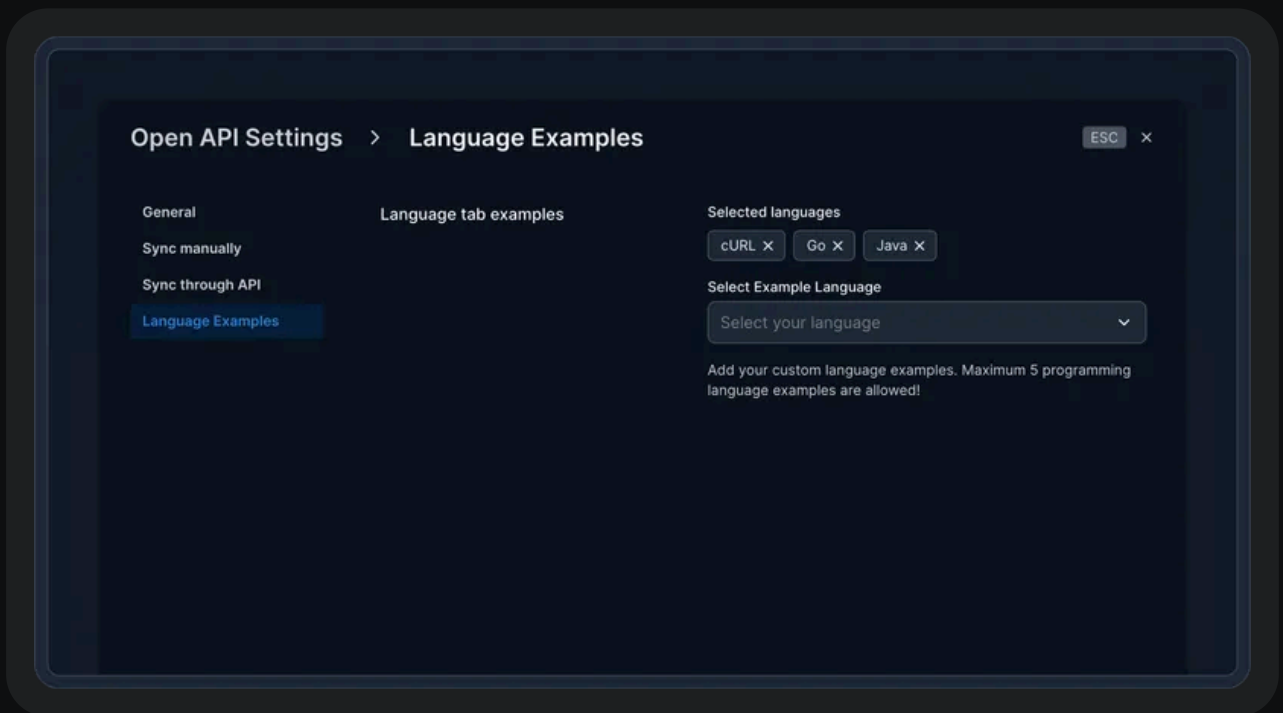 Open API Settings > Language Examples
ESC ×
General
Sync manually
Sync through API
Language Examples
Language tab examples
Selected languages
cURL ✕ Go ✕ Java ✕
Select Example Language
Select your language
Add your custom language examples. Maximum 5 programming
language examples are allowed!